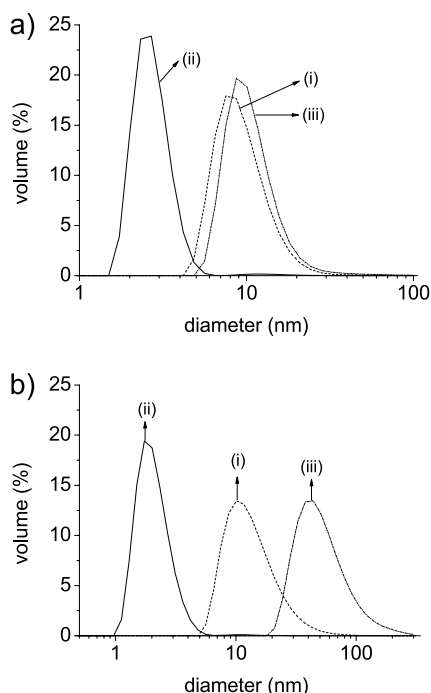 a)
25
20
15
10
5
0
volume (%)
(ii)
(i)
(iii)
1
10
100
diameter (nm)
b)
25
20
15
10
5
0
volume (%)
(ii)
(i)
(iii)
1
10
100
diameter (nm)